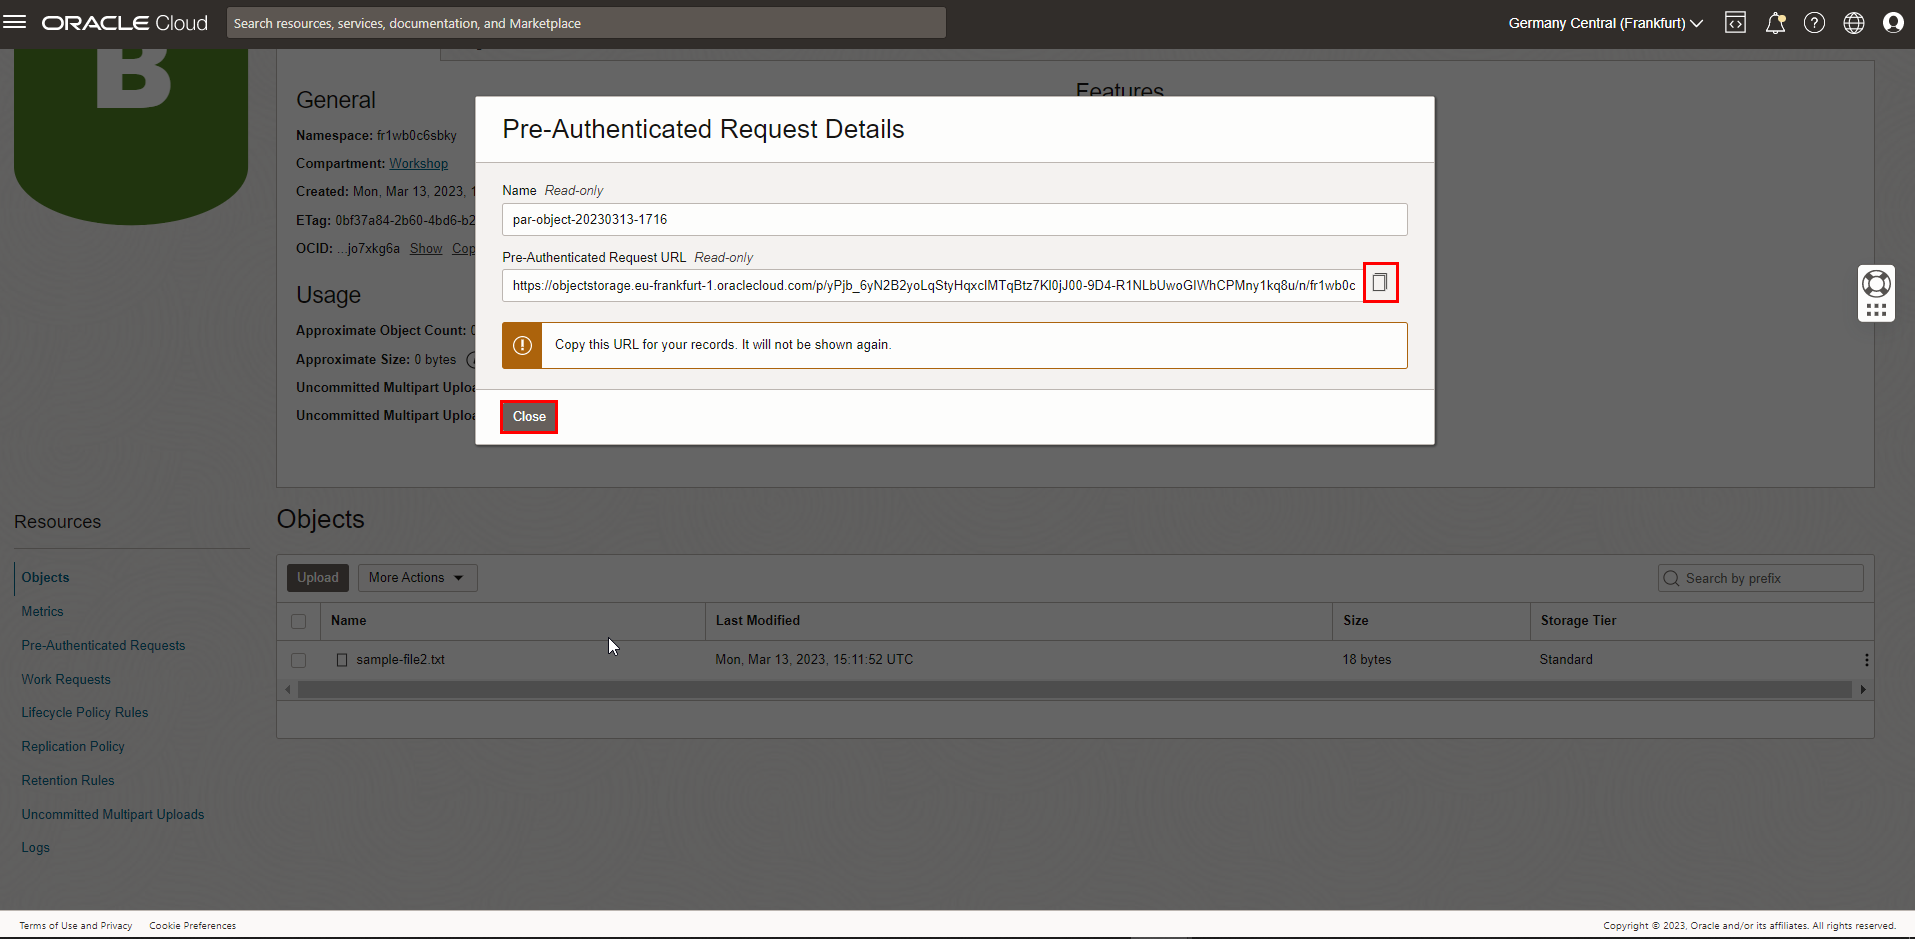 ORACLE Cloud
Search resources, services, documentation, and Marketplace
Germany Central (Frankfurt)
B
General
Features
Namespace: fr1wb0c6sbky
Compartment: Workshop
Created: Mon, Mar 13, 2023, 1
ETag: 0bf37a84-2b60-4bd6-b2
OCID: ...jo7xkg6a Show Cop
Usage
Approximate Object Count: 0
Approximate Size: 0 bytes
Uncommitted Multipart Uploa
Uncommitted Multipart Uploa
Pre-Authenticated Request Details
Name Read-only
par-object-20230313-1716
Pre-Authenticated Request URL Read-only
https://objectstorage.eu-frankfurt-1.oraclecloud.com/p/yPjb_6yN2B2yoLqStyHqxclMTqBtz7Kl0jJ00-9D4-R1NLbUwoGIWhCPMny1kq8u/n/fr1wb0c
Copy this URL for your records. It will not be shown again.
Close
Resources
Objects
Metrics
Pre-Authenticated Requests
Work Requests
Lifecycle Policy Rules
Replication Policy
Retention Rules
Uncommitted Multipart Uploads
Logs
Objects
Upload
More Actions
Search by prefix
Name Last Modified Size Storage Tier
sample-file2.txt Mon, Mar 13, 2023, 15:11:52 UTC 18 bytes Standard
Terms of Use and Privacy Cookie Preferences
Copyright © 2023, Oracle and/or its affiliates. All rights reserved.